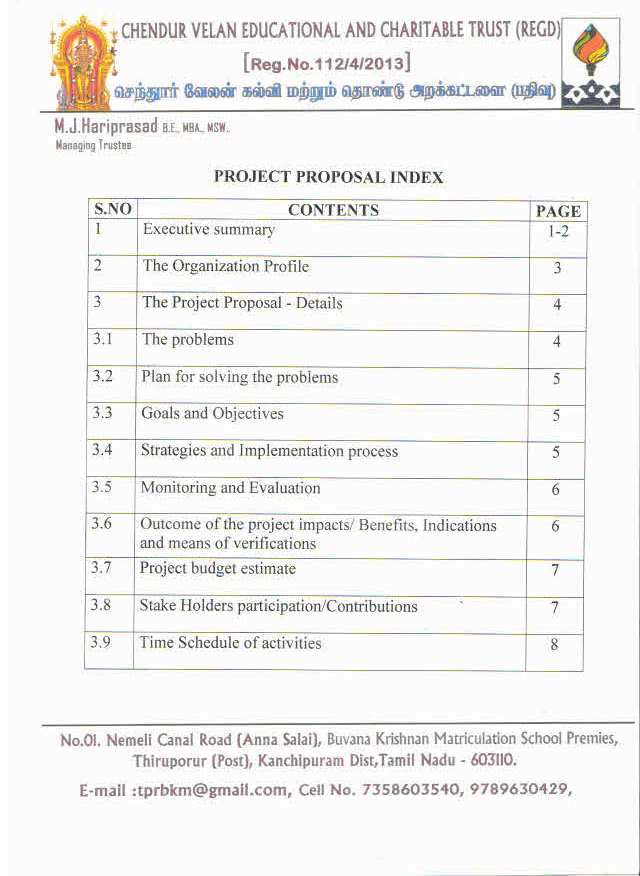 CHENDUR VELAN EDUCATIONAL AND CHARITABLE TRUST (REGD)
[Reg.No.112/4/2013]
செந்தூர் வேலன் கல்வி மற்றும் தொண்டு அறக்கட்டளை (பதிவு)
M.J.Hariprasad B.E., MBA., MSW.,
Managing Trustee
PROJECT PROPOSAL INDEX
S.NO CONTENTS PAGE
1 Executive summary 1-2
2 The Organization Profile 3
3 The Project Proposal - Details 4
3.1 The problems 4
3.2 Plan for solving the problems 5
3.3 Goals and Objectives 5
3.4 Strategies and Implementation process 5
3.5 Monitoring and Evaluation 6
3.6 Outcome of the project impacts/ Benefits, Indications 6
and means of verifications
3.7 Project budget estimate 7
3.8 Stake Holders participation/Contributions 7
3.9 Time Schedule of activities 8
No.01. Nemeli Canal Road (Anna Salai), Buvana Krishnan Matriculation School Premies,
Thiruporur (Post), Kanchipuram Dist,Tamil Nadu - 603110.
E-mail :tprbkm@gmail.com, Cell No. 7358603540, 9789630429,